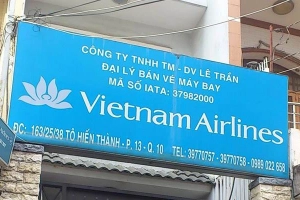 CÔNG TY TNHH TM - DV LÊ TRẦN
ĐẠI LÝ BÁN VÉ MÁY BAY
MÃ SỐ IATA: 37982000
Vietnam Airlines
ĐC: 163/25/38 TÔ HIẾN THÀNH - P. 13 - Q. 10
TEL: 39770757 - 39770758 - 0989 022 658